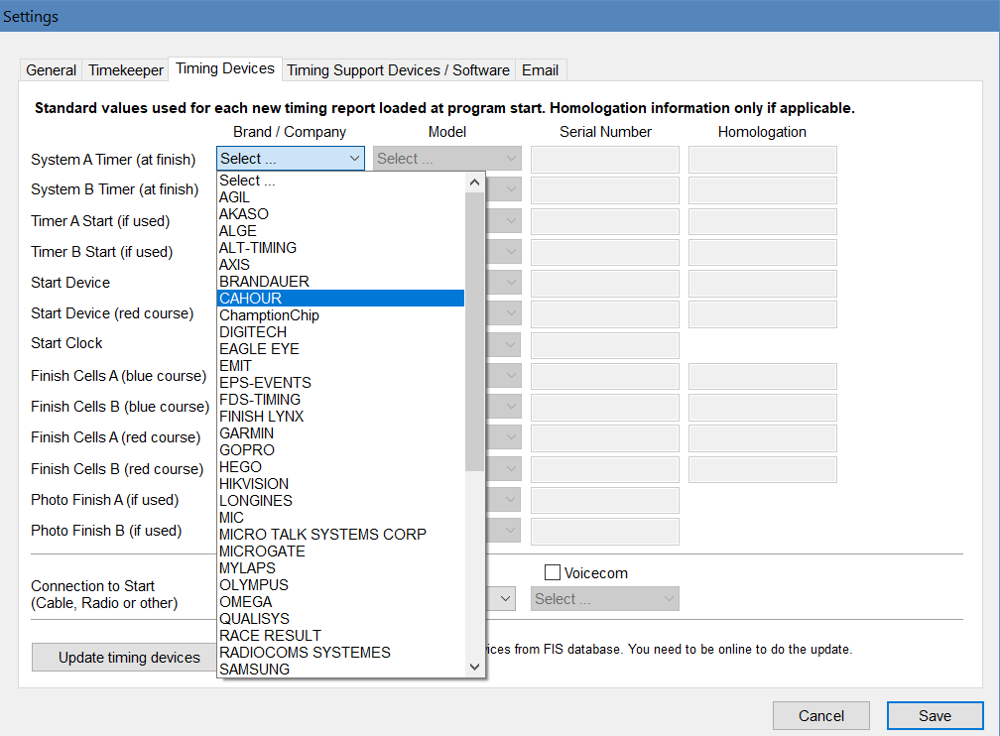 Settings
General Timekeeper Timing Devices Timing Support Devices / Software Email
Standard values used for each new timing report loaded at program start. Homologation information only if applicable.
Brand / Company Model Serial Number Homologation
System A Timer (at finish) Select ... Select ...
System B Timer (at finish)
Timer A Start (if used)
Timer B Start (if used)
Start Device
Start Device (red course)
Start Clock
Finish Cells A (blue course)
Finish Cells B (blue course)
Finish Cells A (red course)
Finish Cells B (red course)
Photo Finish A (if used)
Photo Finish B (if used)
Select ...
AGIL
AKASO
ALGE
ALT-TIMING
AXIS
BRANDAUER
CAHOUR
ChamptionChip
DIGITECH
EAGLE EYE
EMIT
EPS-EVENTS
FDS-TIMING
FINISH LYNX
GARMIN
GOPRO
HEGO
HIKVISION
LONGINES
MIC
MICRO TALK SYSTEMS CORP
MICROGATE
MYLAPS
OLYMPUS
OMEGA
QUALISYS
RACE RESULT
RADIOCOMS SYSTEMES
SAMSUNG
Connection to Start
(Cable, Radio or other)
Voicecom
Select ...
Update timing devices
from FIS database. You need to be online to do the update.
Cancel Save